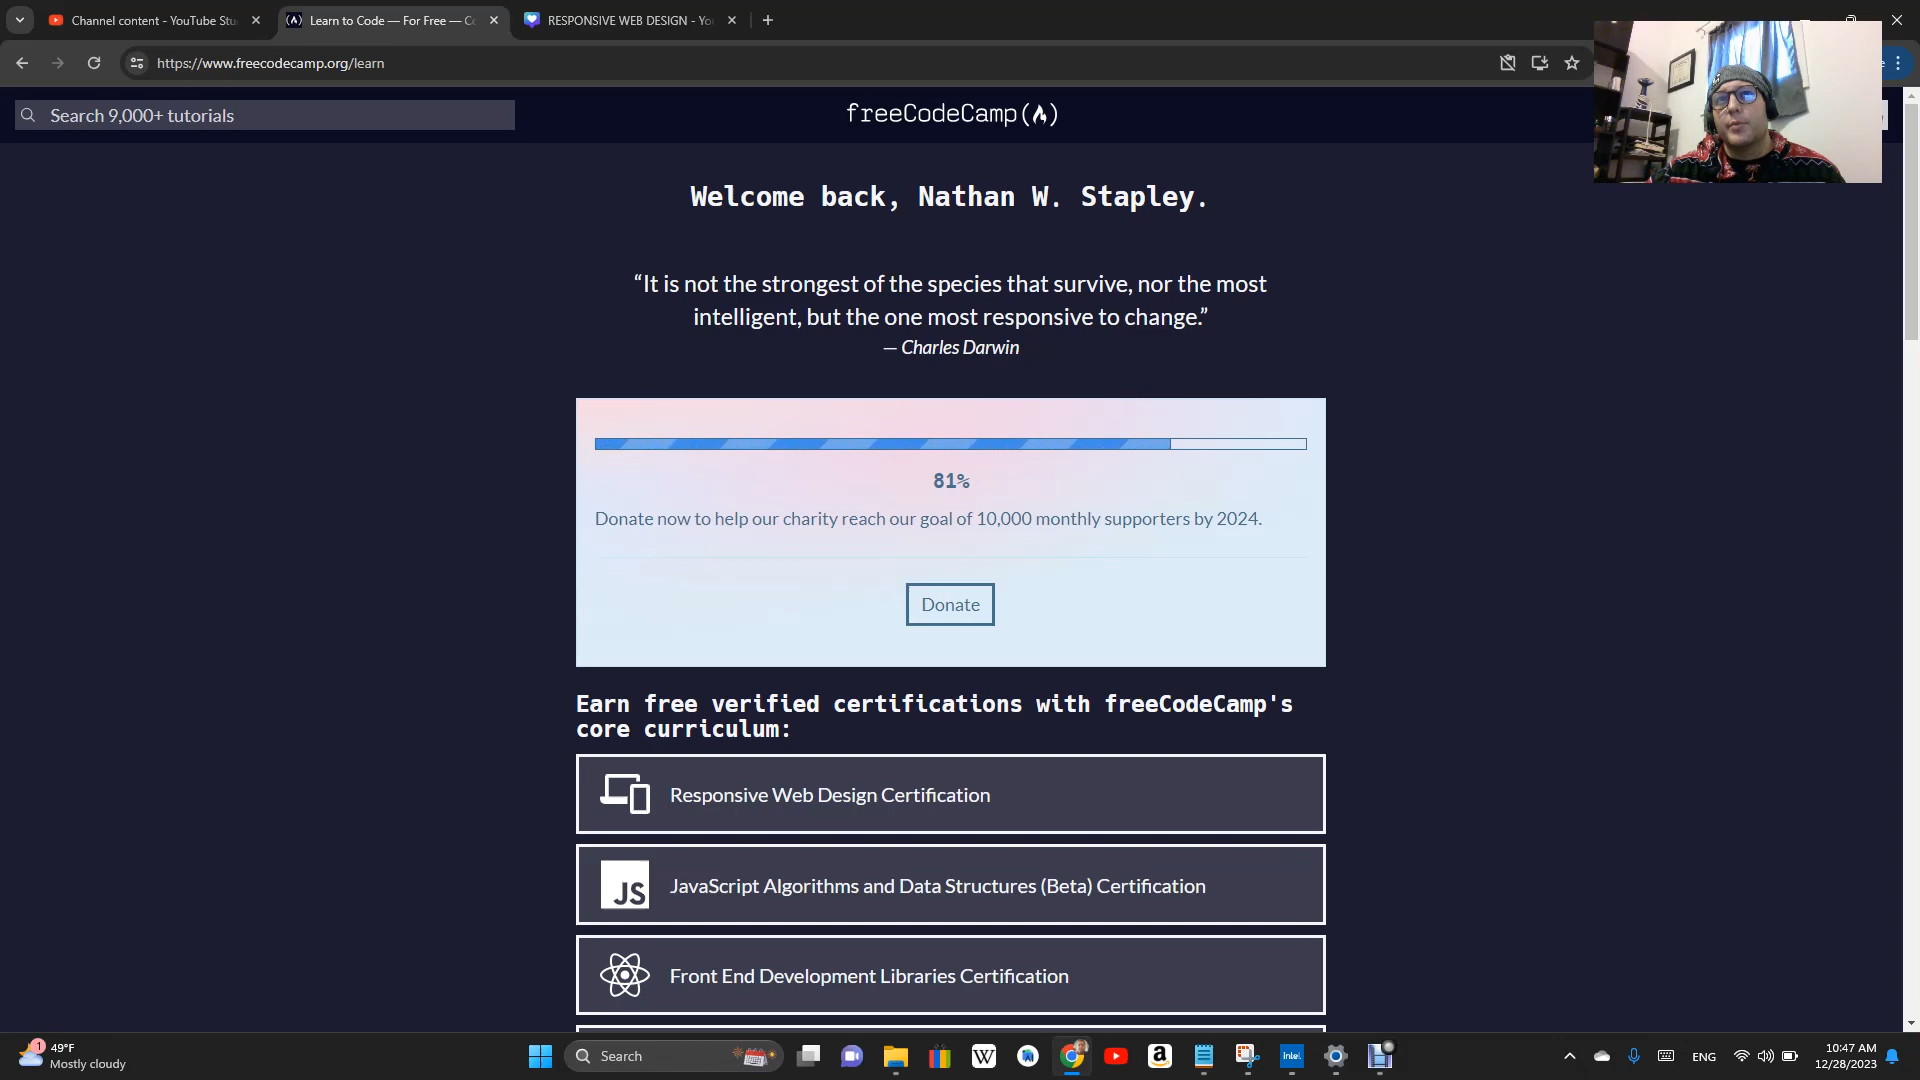 Channel content - YouTube Stu
Learn to Code — For Free — Co
RESPONSIVE WEB DESIGN - Yo
https://www.freecodecamp.org/learn
Search 9,000+ tutorials
freeCodeCamp
Welcome back, Nathan W. Stapley.
“It is not the strongest of the species that survive, nor the most
intelligent, but the one most responsive to change.”
— Charles Darwin
81%
Donate now to help our charity reach our goal of 10,000 monthly supporters by 2024.
Donate
Earn free verified certifications with freeCodeCamp's
core curriculum:
Responsive Web Design Certification
JS
JavaScript Algorithms and Data Structures (Beta) Certification
Front End Development Libraries Certification
1
49°F
Mostly cloudy
Search
W
a
intel
ENG
10:47 AM
12/28/2023